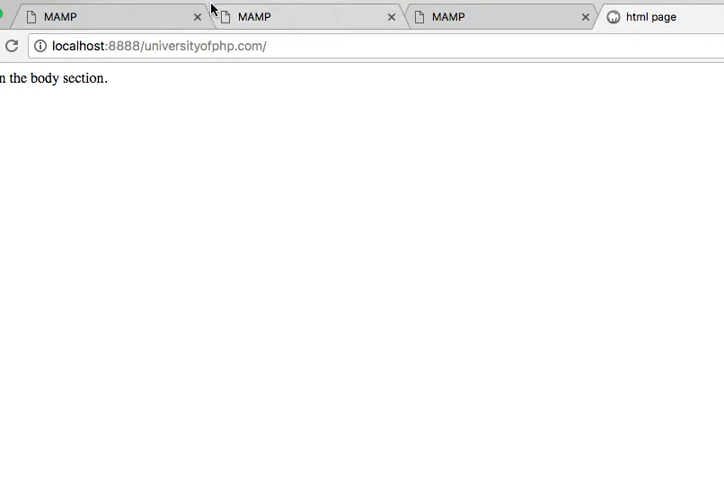 MAMP MAMP MAMP html page
localhost:8888/universityofphp.com/
n the body section.